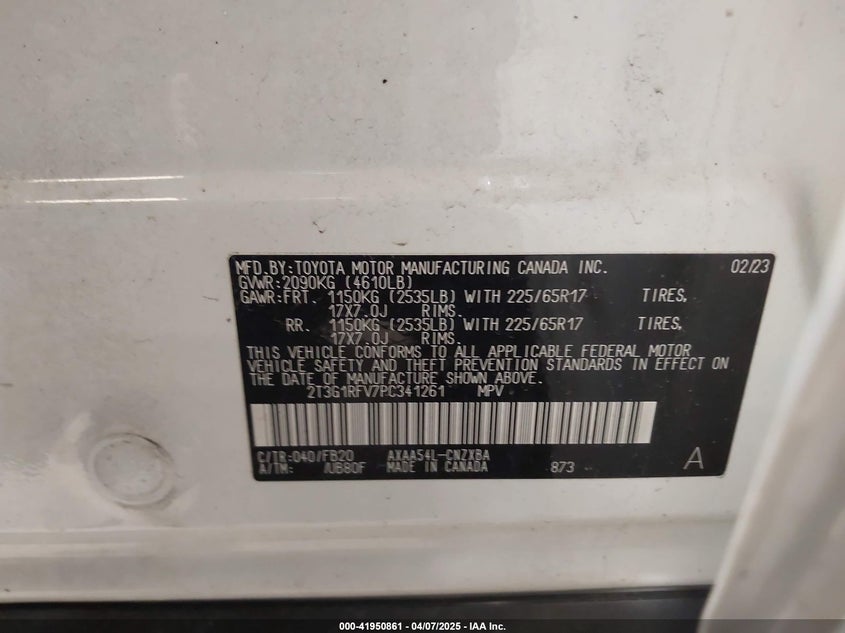 MFD.BY:TOYOTA MOTOR MANUFACTURING CANADA INC. 02/23
GVWR:2090KG (4610LB)
GAWR:FRT. 1150KG (2535LB) WITH 225/65R17 TIRES,
17X7.0J RIMS.
RR. 1150KG (2535LB) WITH 225/65R17 TIRES,
17X7.0J RIMS.
THIS VEHICLE CONFORMS TO ALL APPLICABLE FEDERAL MOTOR
VEHICLE SAFETY AND THEFT PREVENTION STANDARDS IN EFFECT ON
THE DATE OF MANUFACTURE SHOWN ABOVE.
2T3G1RFV7PC341261 MPV
C/TR:040/FB20 AXAA54L-CNZXBA
A/TM: /UB80F MADE IN CANADA 873 A
000-41950861 - 04/07/2025 - IAA Inc.